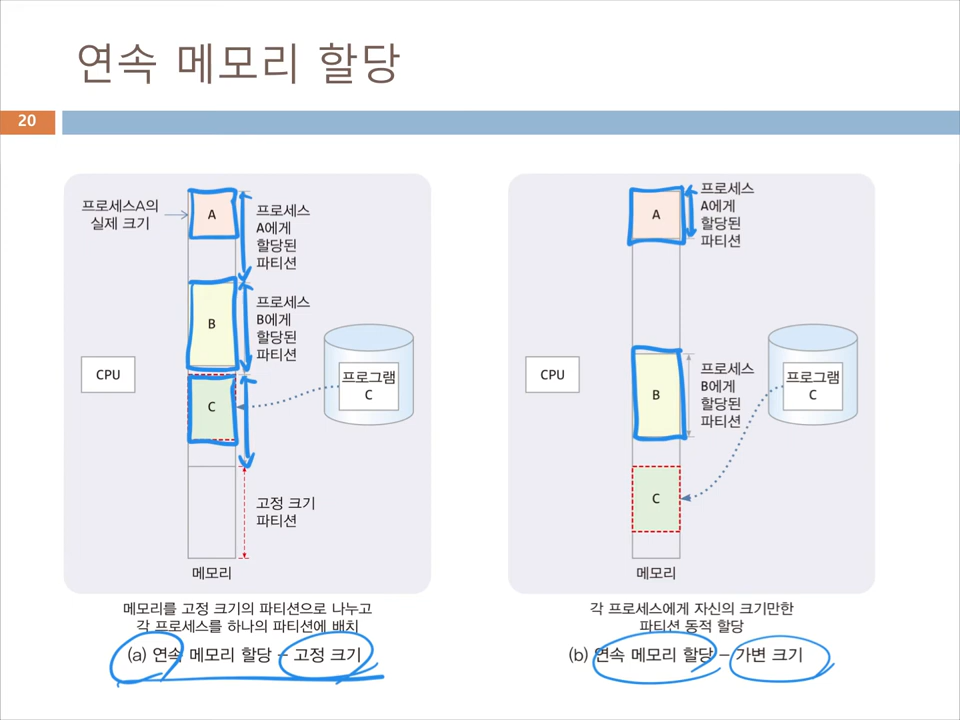 연속 메모리 할당
20
프로세스A의
실제 크기
A
프로세스
A에게
할당된
파티션
B
프로세스
B에게
할당된
파티션
CPU
C
프로그램
C
고정 크기
파티션
메모리
메모리를 고정 크기의 파티션으로 나누고
각 프로세스를 하나의 파티션에 배치
(a) 연속 메모리 할당 – 고정 크기
A
프로세스
A에게
할당된
파티션
CPU
B
프로세스
B에게
할당된
파티션
프로그램
C
C
메모리
각 프로세스에게 자신의 크기만한
파티션 동적 할당
(b) 연속 메모리 할당 – 가변 크기